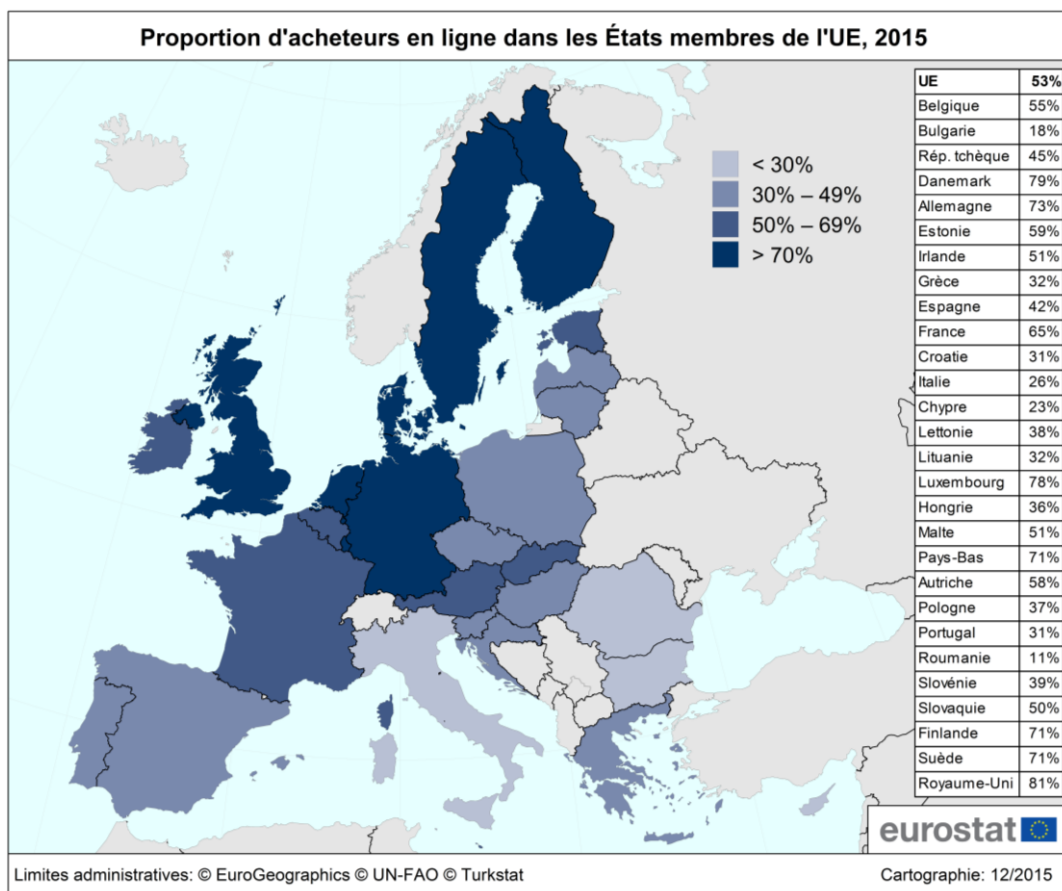 Proportion d'acheteurs en ligne dans les États membres de l'UE, 2015
< 30%
30% – 49%
50% – 69%
> 70%
UE 53%
Belgique 55%
Bulgarie 18%
Rép. tchèque 45%
Danemark 79%
Allemagne 73%
Estonie 59%
Irlande 51%
Grèce 32%
Espagne 42%
France 65%
Croatie 31%
Italie 26%
Chypre 23%
Lettonie 38%
Lituanie 32%
Luxembourg 78%
Hongrie 36%
Malte 51%
Pays-Bas 71%
Autriche 58%
Pologne 37%
Portugal 31%
Roumanie 11%
Slovénie 39%
Slovaquie 50%
Finlande 71%
Suède 71%
Royaume-Uni 81%
eurostat
Limites administratives: © EuroGeographics © UN-FAO © Turkstat
Cartographie: 12/2015